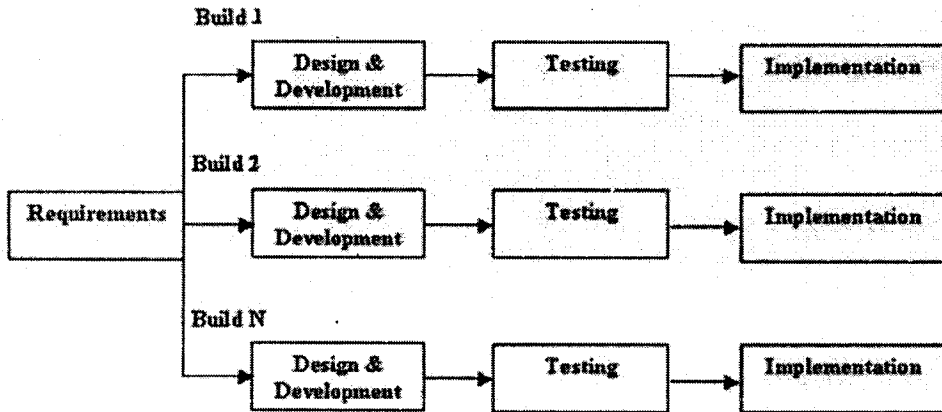 Build 1
Design &
Development
Testing
Implementation
Build 2
Requirements
Design &
Development
Testing
Implementation
Build N
Design &
Development
Testing
Implementation